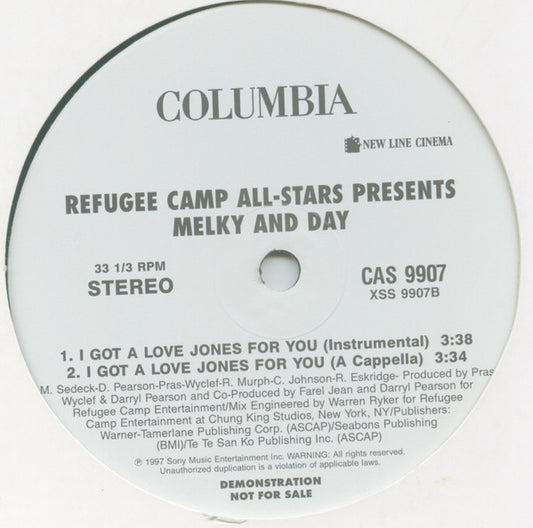 COLUMBIA
NEW LINE CINEMA
REFUGEE CAMP ALL-STARS PRESENTS
MELKY AND DAY
33 1/3 RPM
STEREO
CAS 9907
XSS 9907B
1. I GOT A LOVE JONES FOR YOU (Instrumental) 3:38
2. I GOT A LOVE JONES FOR YOU (A Cappella) 3:34
M. Sedeck-D. Pearson-Pras-Wyclef-R. Murph-C. Johnson-R. Eskridge- Produced by Pras
Wyclef & Darryl Pearson and Co-Produced by Farel Jean and Darryl Pearson for
Refugee Camp Entertainment/Mix Engineered by Warren Ryker for Refugee
Camp Entertainment at Chung King Studios, New York, NY/Publishers:
Warner-Tamerlane Publishing Corp. (ASCAP)/Seabons Publishing
(BMI)/Te Te San Ko Publishing Inc. (ASCAP)
℗ 1997 Sony Music Entertainment Inc. WARNING: All rights reserved.
Unauthorized duplication is a violation of applicable laws.
DEMONSTRATION
NOT FOR SALE